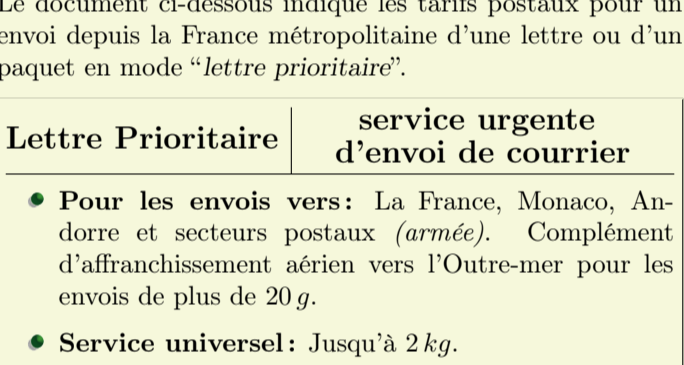 Le document ci-dessous indique les tarifs postaux pour un
envoi depuis la France métropolitaine d'une lettre ou d'un
paquet en mode “lettre prioritaire”.
Lettre Prioritaire
service urgente
d'envoi de courrier
Pour les envois vers: La France, Monaco, An-
dorre et secteurs postaux (armée). Complément
d'affranchissement aérien vers l'Outre-mer pour les
envois de plus de 20 g.
Service universel: Jusqu'à 2 kg.